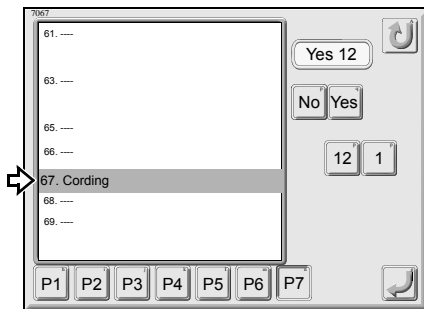 7067
61. ----
Yes 12
63. ----
No Yes
65. ----
66. ----
12 1
67. Cording
68. ----
69. ----
P1 P2 P3 P4 P5 P6 P7